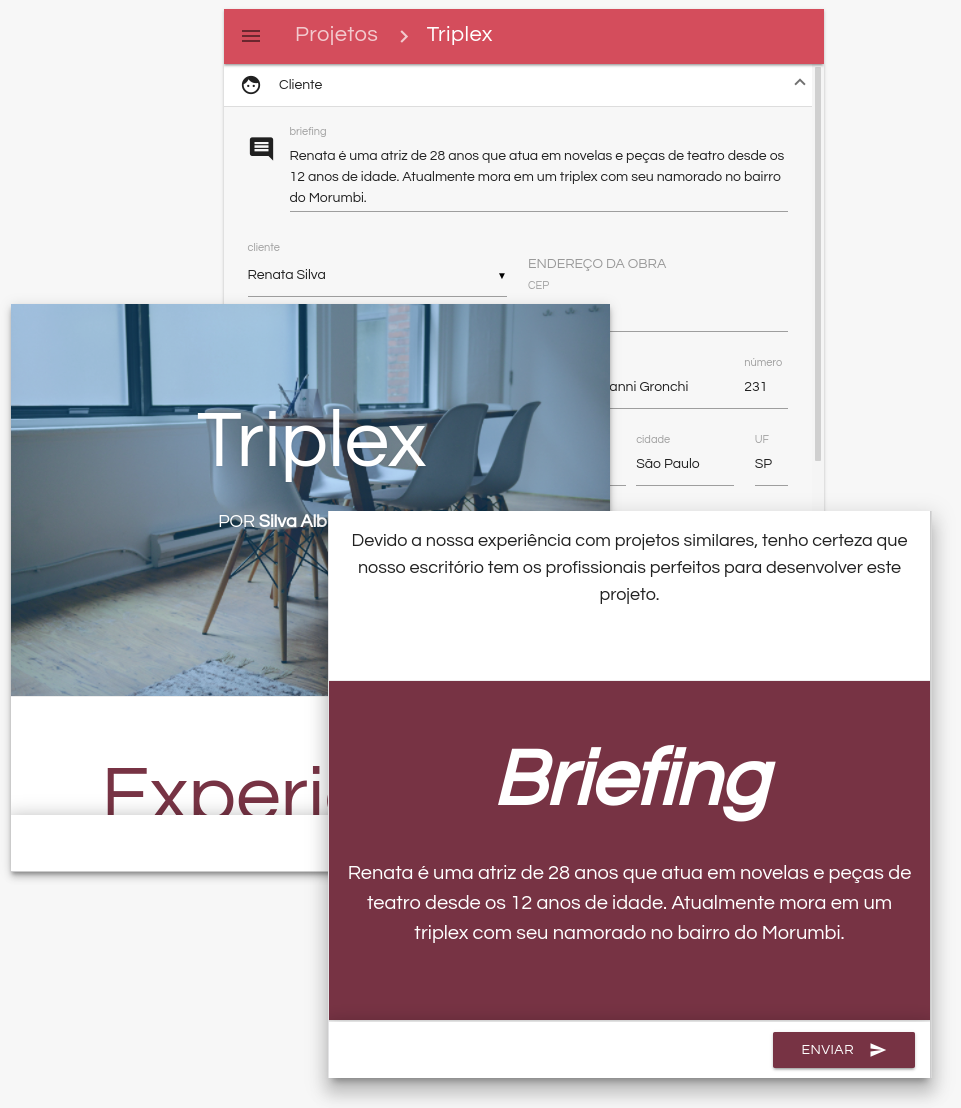 Projetos > Triplex
Cliente
briefing
Renata é uma atriz de 28 anos que atua em novelas e peças de teatro desde os
12 anos de idade. Atualmente mora em um triplex com seu namorado no bairro
do Morumbi.
cliente
Renata Silva
ENDEREÇO DA OBRA
CEP
número
anni Gronchi
231
cidade
UF
São Paulo
SP
Triplex
POR Silva Alb
Experi
Devido a nossa experiência com projetos similares, tenho certeza que
nosso escritório tem os profissionais perfeitos para desenvolver este
projeto.
Briefing
Renata é uma atriz de 28 anos que atua em novelas e peças de
teatro desde os 12 anos de idade. Atualmente mora em um
triplex com seu namorado no bairro do Morumbi.
ENVIAR